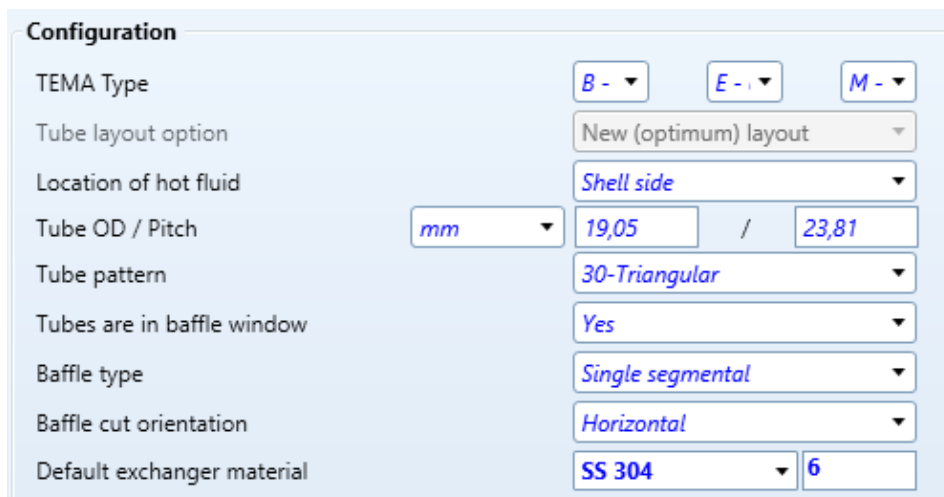 Configuration
TEMA Type B - E - M -
Tube layout option New (optimum) layout
Location of hot fluid Shell side
Tube OD / Pitch mm 19,05 / 23,81
Tube pattern 30-Triangular
Tubes are in baffle window Yes
Baffle type Single segmental
Baffle cut orientation Horizontal
Default exchanger material SS 304 6